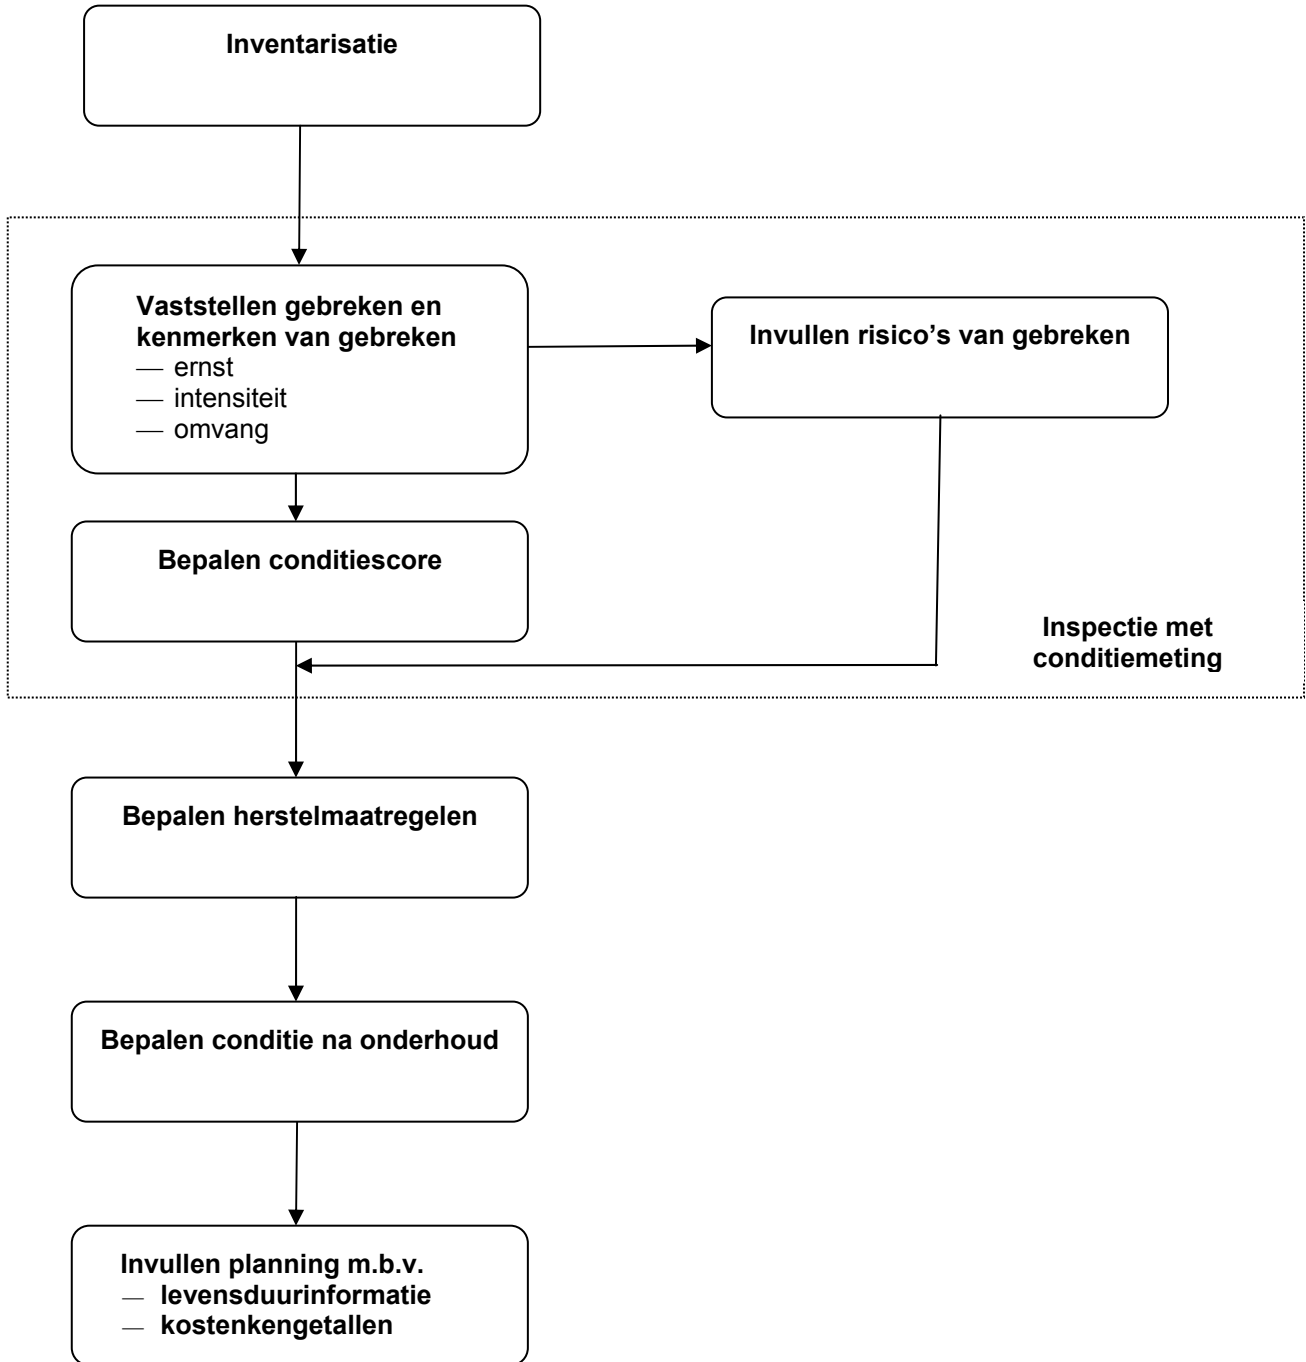 Inventarisatie
Vaststellen gebreken en
kenmerken van gebreken
— ernst
— intensiteit
— omvang
Invullen risico’s van gebreken
Bepalen conditiescore
Inspectie met
conditiemeting
Bepalen herstelmaatregelen
Bepalen conditie na onderhoud
Invullen planning m.b.v.
— levensduurinformatie
— kostenkengetallen